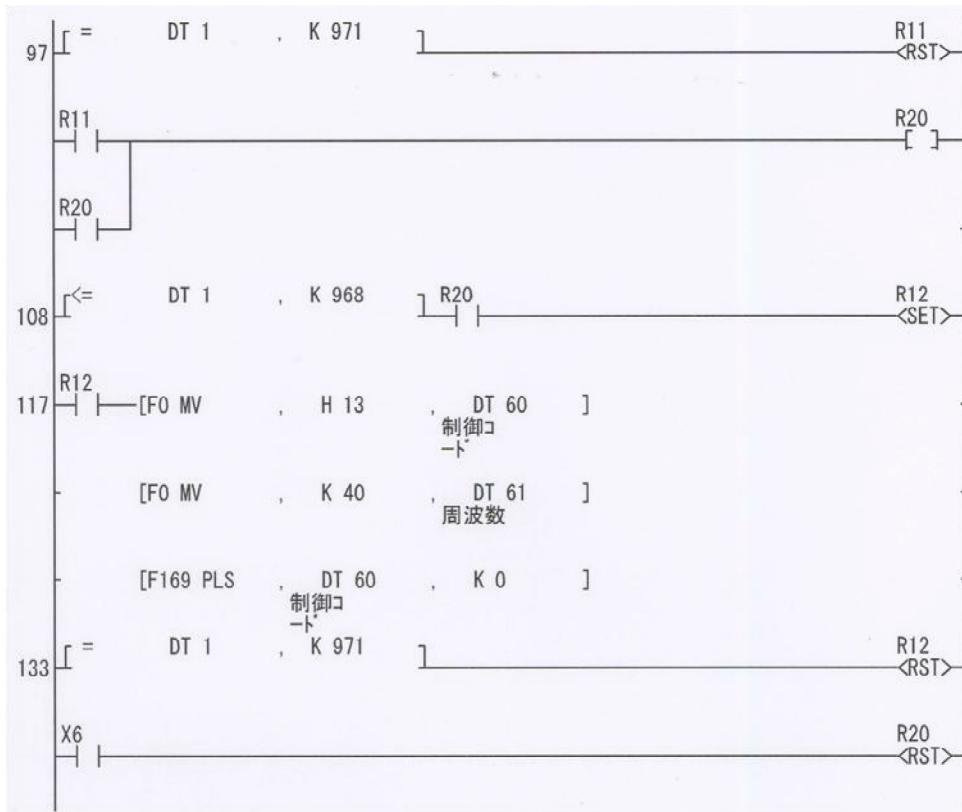 = DT 1 , K 971 R11
97 <RST>
R11 R20
[ ]
R20
<= DT 1 , K 968 R20 R12
108 <SET>
R12
117 [F0 MV , H 13 , DT 60 ]
制御コ
ード
[F0 MV , K 40 , DT 61 ]
周波数
[F169 PLS , DT 60 , K 0 ]
制御コ
ード
= DT 1 , K 971 R12
133 <RST>
X6 R20
<RST>